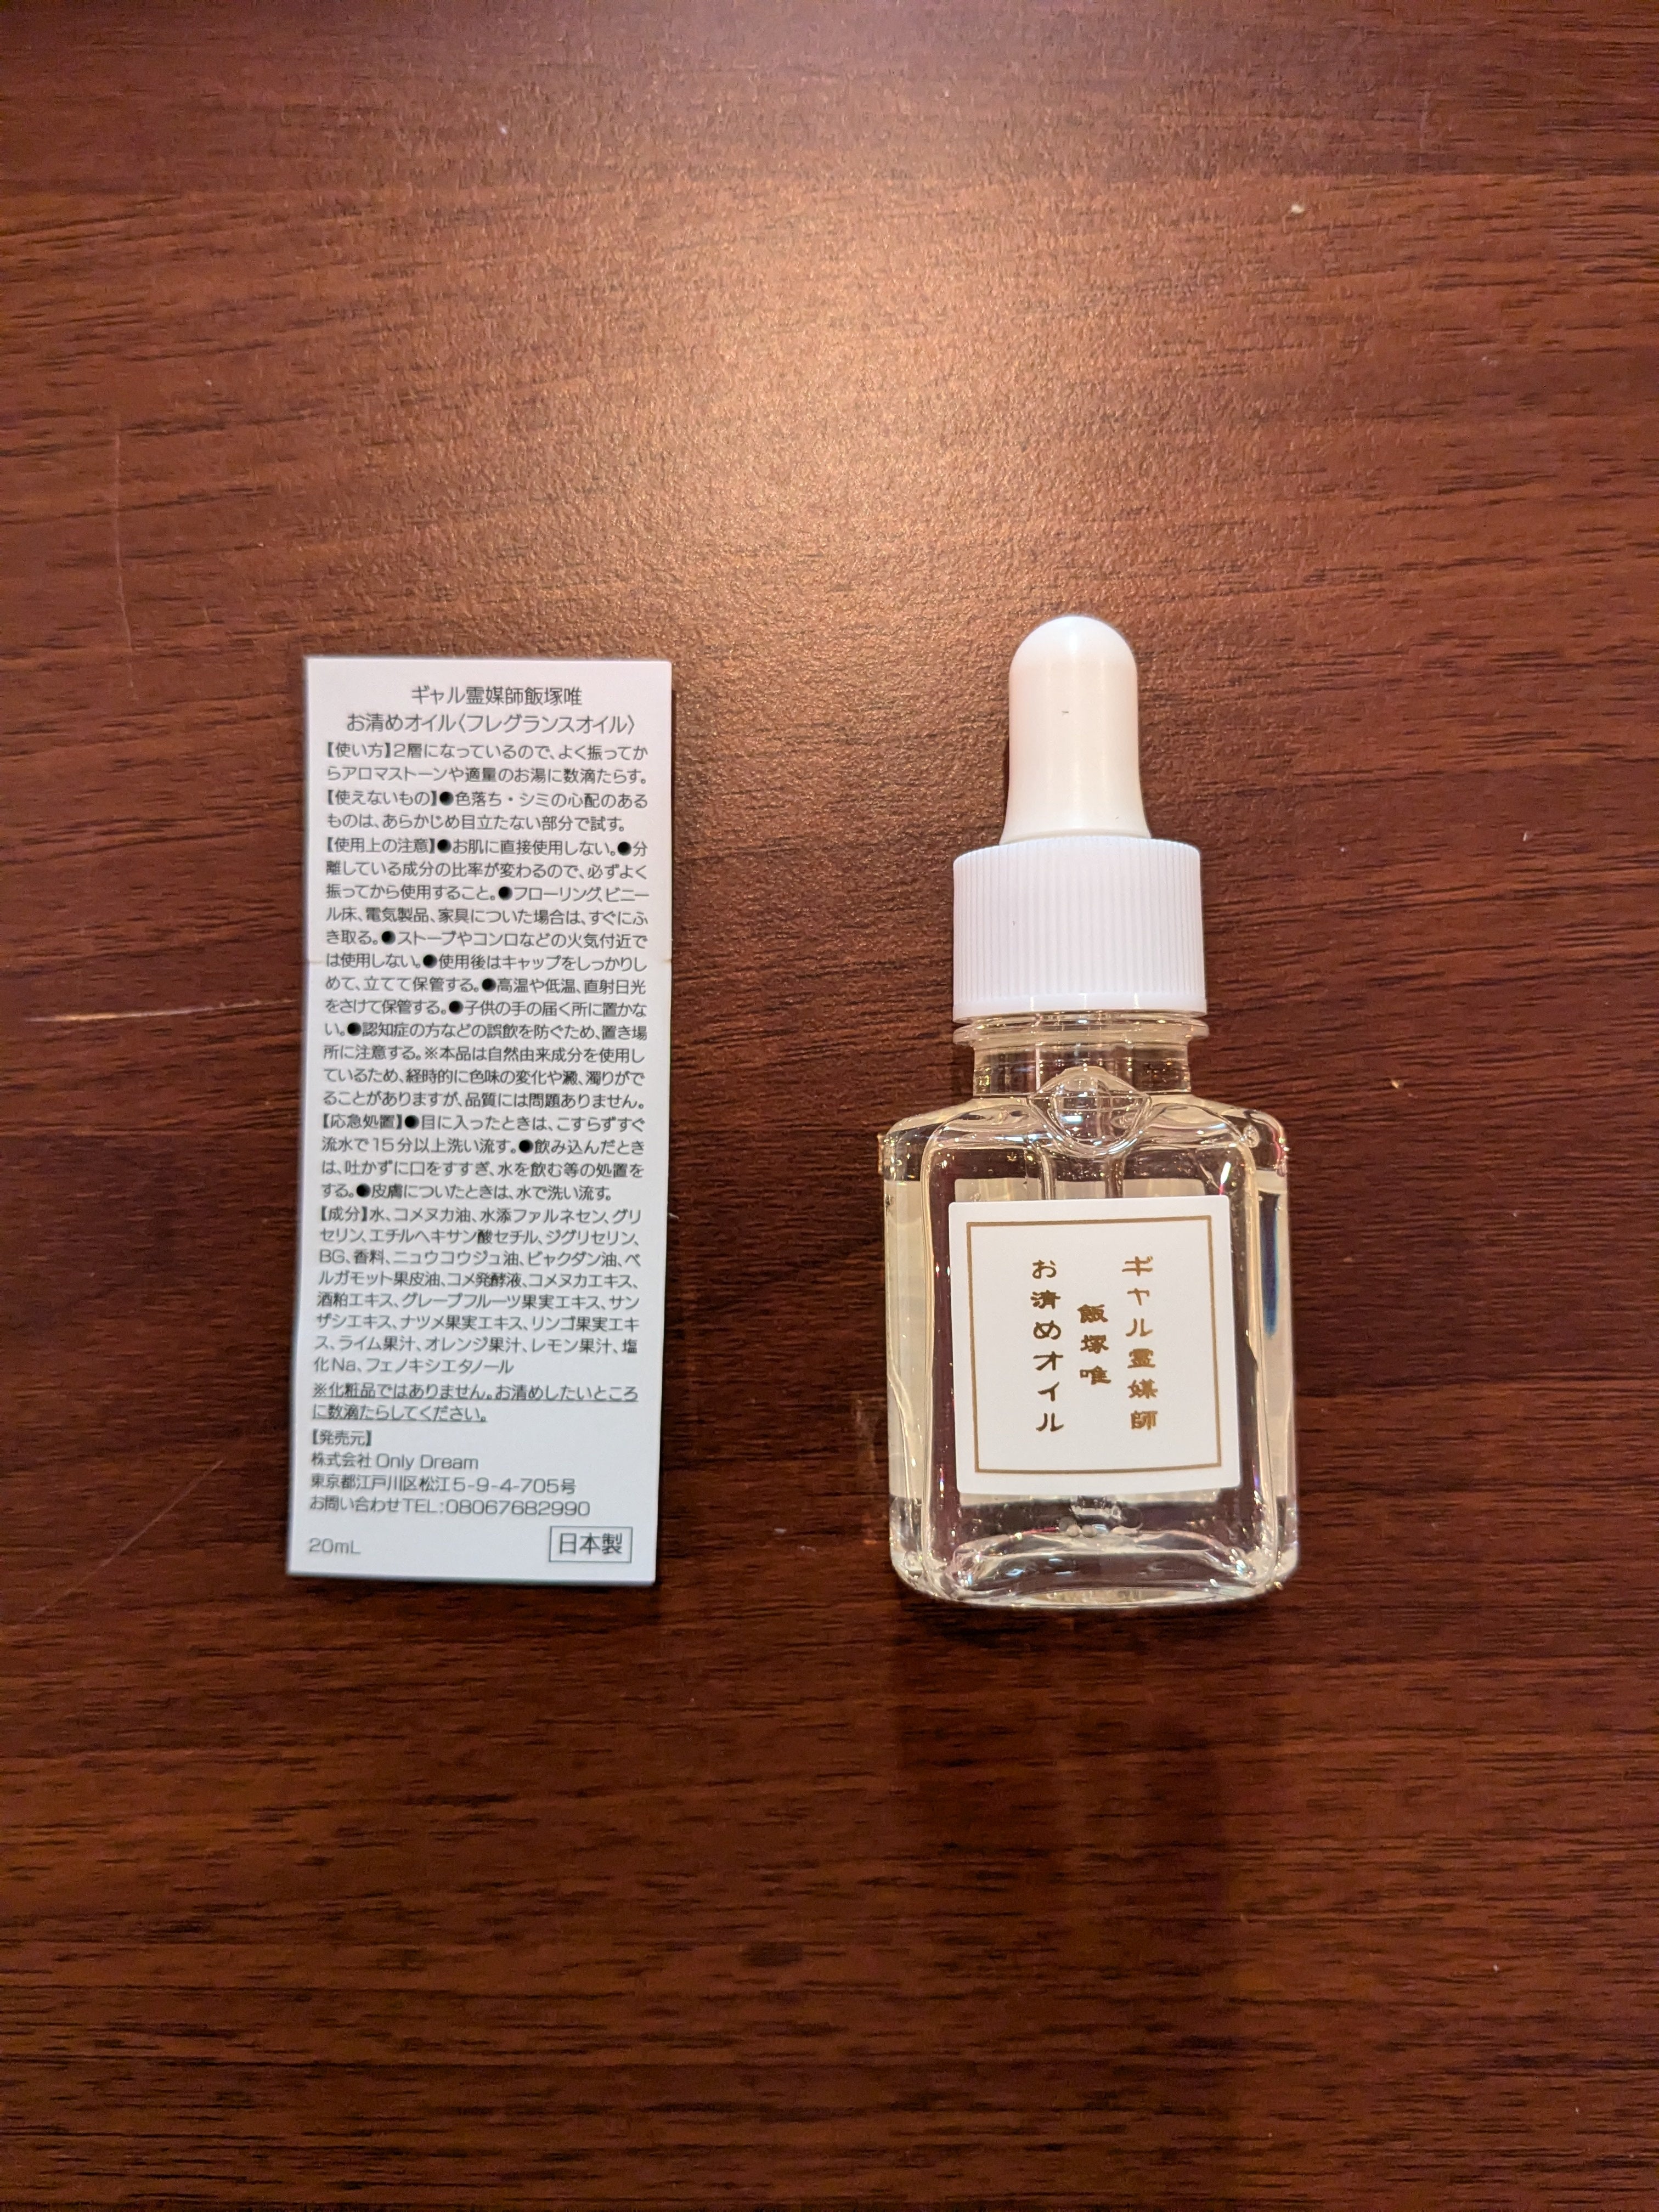 ギャル霊媒師飯塚唯
お清めオイル〈フレグランスオイル〉
【使い方】2層になっているので、よく振ってか
らアロマストーンや適量のお湯に数滴たらす。
【使えないもの】●色落ち・シミの心配のある
ものは、あらかじめ目立たない部分で試す。
【使用上の注意】●お肌に直接使用しない。●分
離している成分の比率が変わるので、必ずよく
振ってから使用すること。●フローリング、ビニー
ル床、電気製品、家具についた場合は、すぐにふ
き取る。●ストーブやコンロなどの火気付近で
は使用しない。●使用後はキャップをしっかりし
めて、立てて保管する。●高温や低温、直射日光
をさけて保管する。●子供の手の届く所に置かな
い。●認知症の方などの誤飲を防ぐため、置き場
所に注意する。※本品は自然由来成分を使用し
ているため、経時的に色味の変化や澱、濁りがで
ることがありますが、品質には問題ありません。
【応急処置】●目に入ったときは、こすらずすぐ
流水で15分以上洗い流す。●飲み込んだとき
は、吐かずに口をすすぎ、水を飲む等の処置を
する。●皮膚についたときは、水で洗い流す。
【成分】水、コメヌカ油、水添ファルネセン、グリ
セリン、エチルヘキサン酸セチル、ジグリセリン、
BG、香料、ニュウコウジュ油、ビャクダン油、ベ
ルガモット果皮油、コメ発酵液、コメヌカエキス、
酒粕エキス、グレープフルーツ果実エキス、サン
ザシエキス、ナツメ果実エキス、リンゴ果実エキ
ス、ライム果汁、オレンジ果汁、レモン果汁、塩
化Na、フェノキシエタノール
※化粧品ではありません。お清めしたいところ
に数滴たらしてください。
【発売元】
株式会社 Only Dream
東京都江戸川区松江5-9-4-705号
お問い合わせTEL:08067682990
20mL
日本製
ギャル霊媒師
飯塚唯
お清めオイル